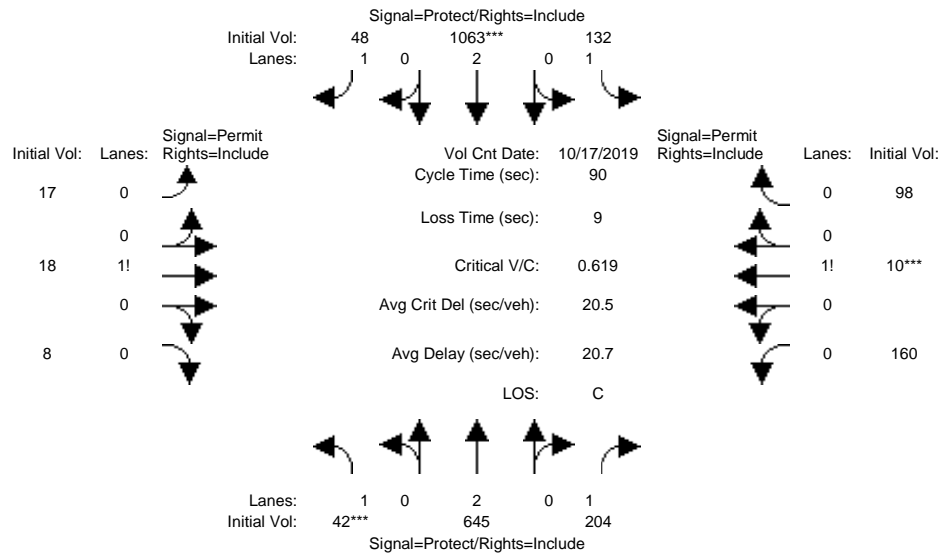 Signal=Protect/Rights=Include
Initial Vol: 48 1063*** 132
Lanes: 1 0 2 0 1
Signal=Permit Signal=Permit
Initial Vol: Lanes: Rights=Include Vol Cnt Date: 10/17/2019 Rights=Include Lanes: Initial Vol:
Cycle Time (sec): 90
17 0 0 98
Loss Time (sec): 9
0 0
18 1! Critical V/C: 0.619 1! 10***
0 Avg Crit Del (sec/veh): 20.5 0
8 0 Avg Delay (sec/veh): 20.7 0 160
LOS: C
Lanes: 1 0 2 0 1
Initial Vol: 42*** 645 204
Signal=Protect/Rights=Include